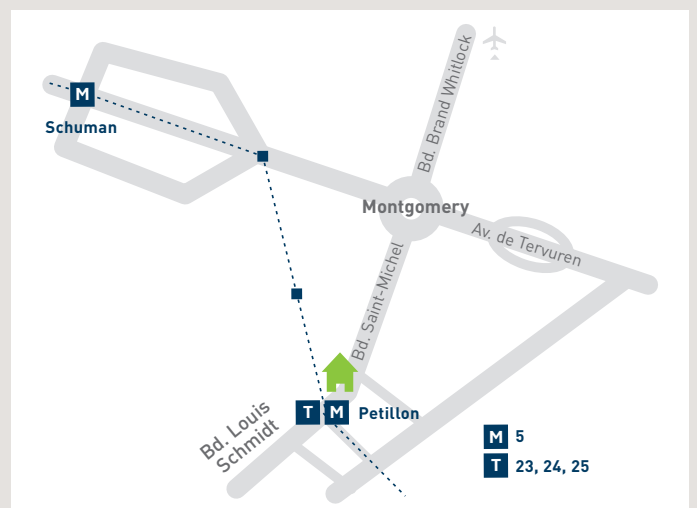 Bd. Brand Whitlock
M
Schuman
Montgomery
Av. de Tervuren
Bd. Saint-Michel
T M Petillon
Bd. Louis
Schmidt
M 5
T 23, 24, 25